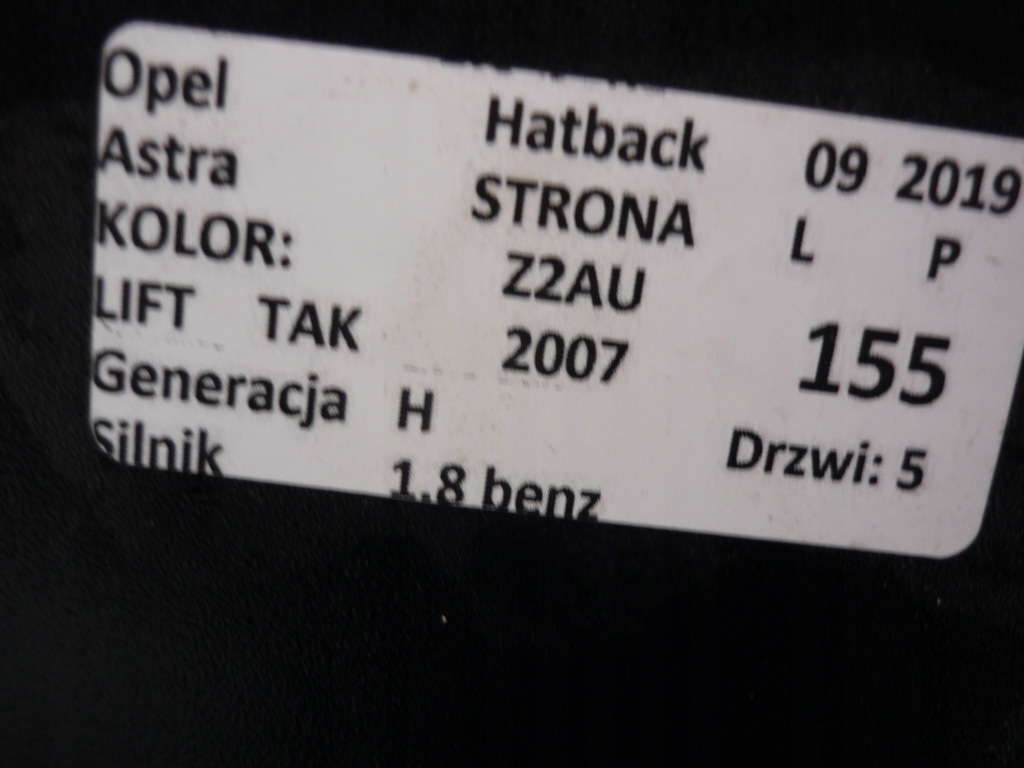 Opel Hatback 09 2019
Astra STRONA L P
KOLOR: Z2AU
LIFT TAK 2007 155
Generacja H Drzwi: 5
Silnik 1.8 benz